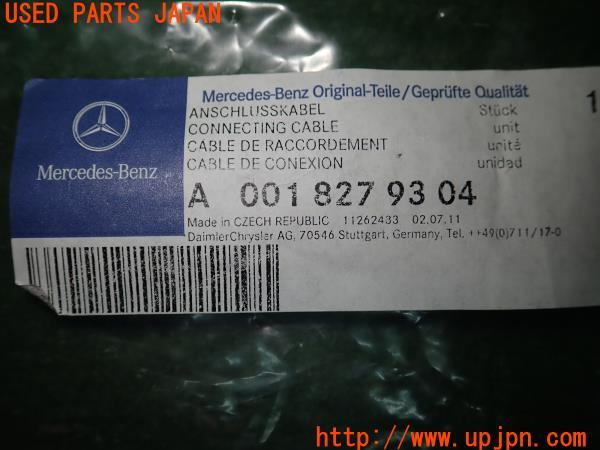 USED PARTS JAPAN
Mercedes-Benz
Mercedes-Benz Original-Teile/Geprüfte Qualität
ANSCHLUSSKABEL Stück 1
CONNECTING CABLE unit
CABLE DE RACCORDEMENT unité
CABLE DE CONEXION unidad
A 001 827 93 04
Made in CZECH REPUBLIC 11262433 02.07.11
DaimlerChrysler AG, 70546 Stuttgart, Germany, Tel. ++49(0)711/17-0
http://www.upjpn.com